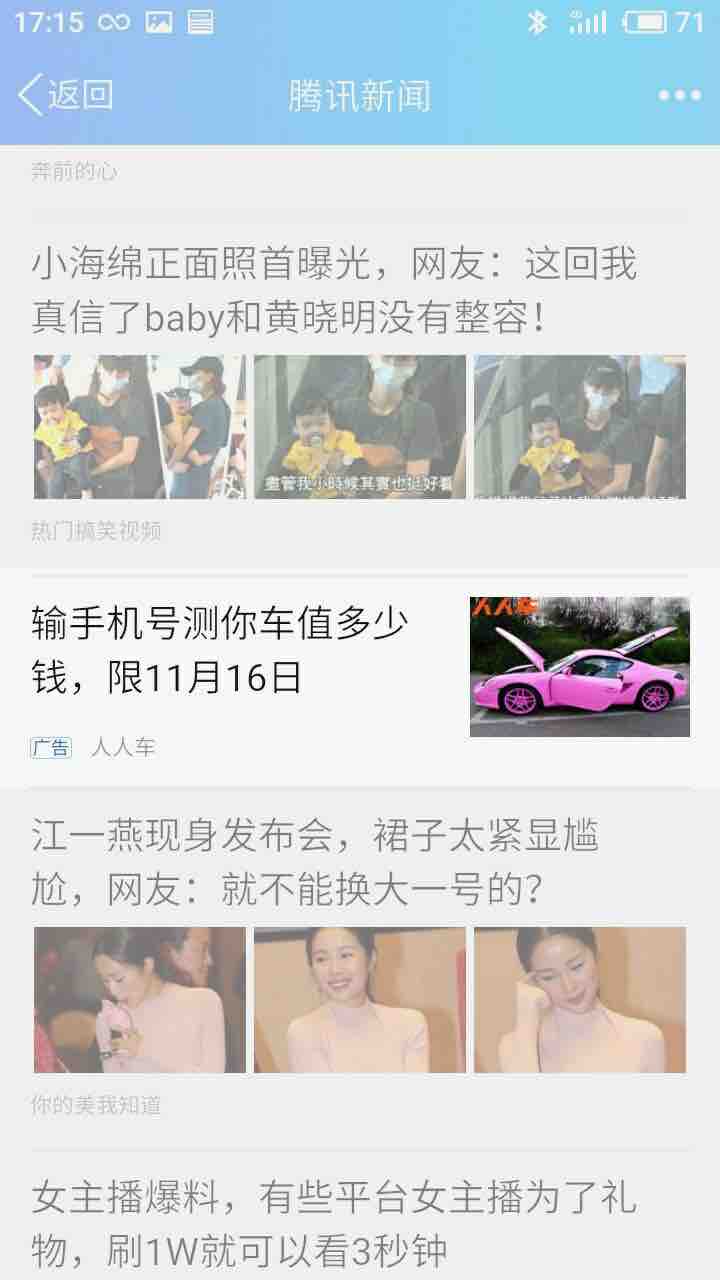 17:15
71
返回
腾讯新闻
奔前的心
小海绵正面照首曝光，网友：这回我
真信了baby和黄晓明没有整容！
儘管我小時候其實也挺好看
热门搞笑视频
输手机号测你车值多少
钱，限11月16日
人人车
广告 人人车
江一燕现身发布会，裙子太紧显尴
尬，网友：就不能换大一号的？
你的美我知道
女主播爆料，有些平台女主播为了礼
物，刷1W就可以看3秒钟